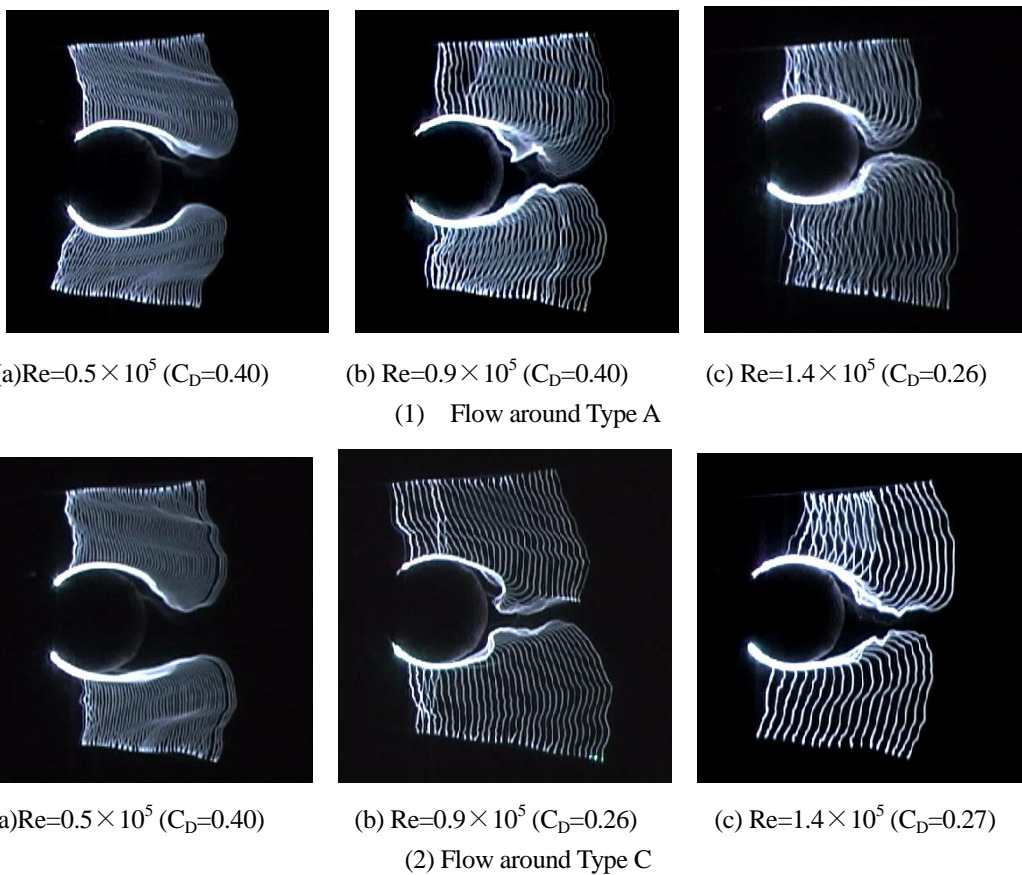 a)Re=0.5×10⁵ (C_D=0.40) (b) Re=0.9×10⁵ (C_D=0.40) (c) Re=1.4×10⁵ (C_D=0.26)
(1) Flow around Type A
a)Re=0.5×10⁵ (C_D=0.40) (b) Re=0.9×10⁵ (C_D=0.26) (c) Re=1.4×10⁵ (C_D=0.27)
(2) Flow around Type C